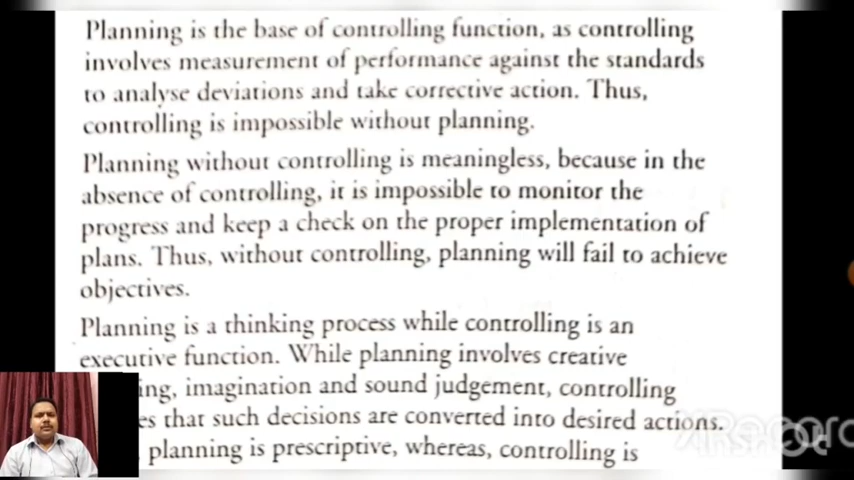 Planning is the base of controlling function, as controlling
involves measurement of performance against the standards
to analyse deviations and take corrective action. Thus,
controlling is impossible without planning.
Planning without controlling is meaningless, because in the
absence of controlling, it is impossible to monitor the
progress and keep a check on the proper implementation of
plans. Thus, without controlling, planning will fail to achieve
objectives.
Planning is a thinking process while controlling is an
executive function. While planning involves creative
imagination and sound judgement, controlling
that such decisions are converted into desired actions.
planning is prescriptive, whereas, controlling is